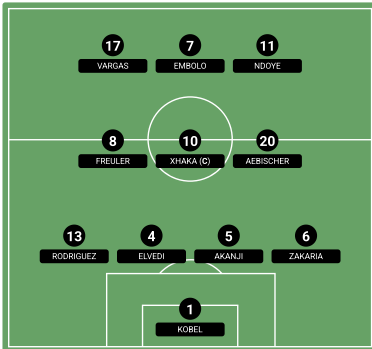 17 7 11
VARGAS EMBOLO NDOYE
8 10 20
FREULER XHAKA (C) AEBISCHER
13 4 5 6
RODRIGUEZ ELVEDI AKANJI ZAKARIA
1
KOBEL